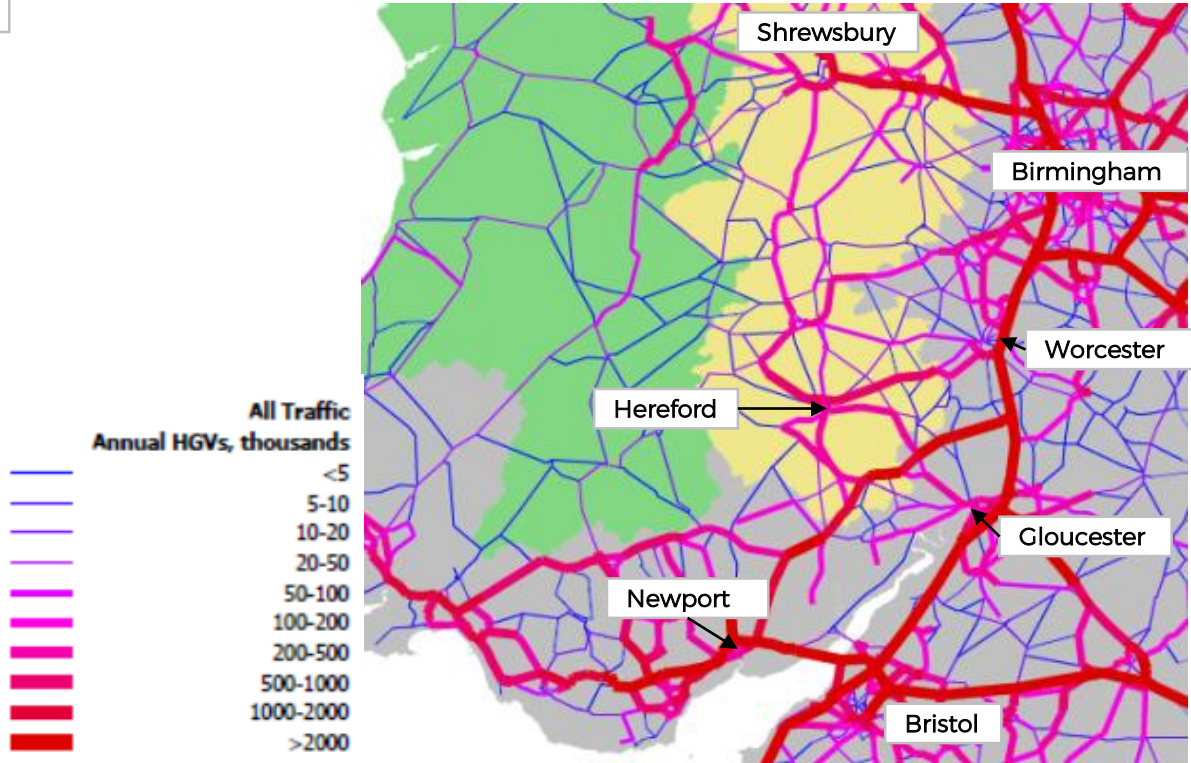 Shrewsbury
Birmingham
Worcester
Hereford
Gloucester
Newport
Bristol
All Traffic
Annual HGVs, thousands
<5
5-10
10-20
20-50
50-100
100-200
200-500
500-1000
1000-2000
>2000